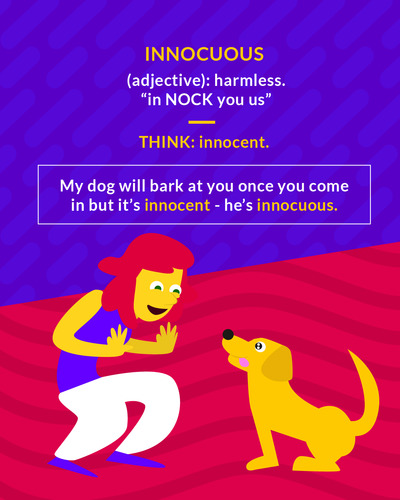 INNOCUOUS
(adjective): harmless.
“in NOCK you us”
THINK: innocent.
My dog will bark at you once you come
in but it’s innocent - he’s innocuous.